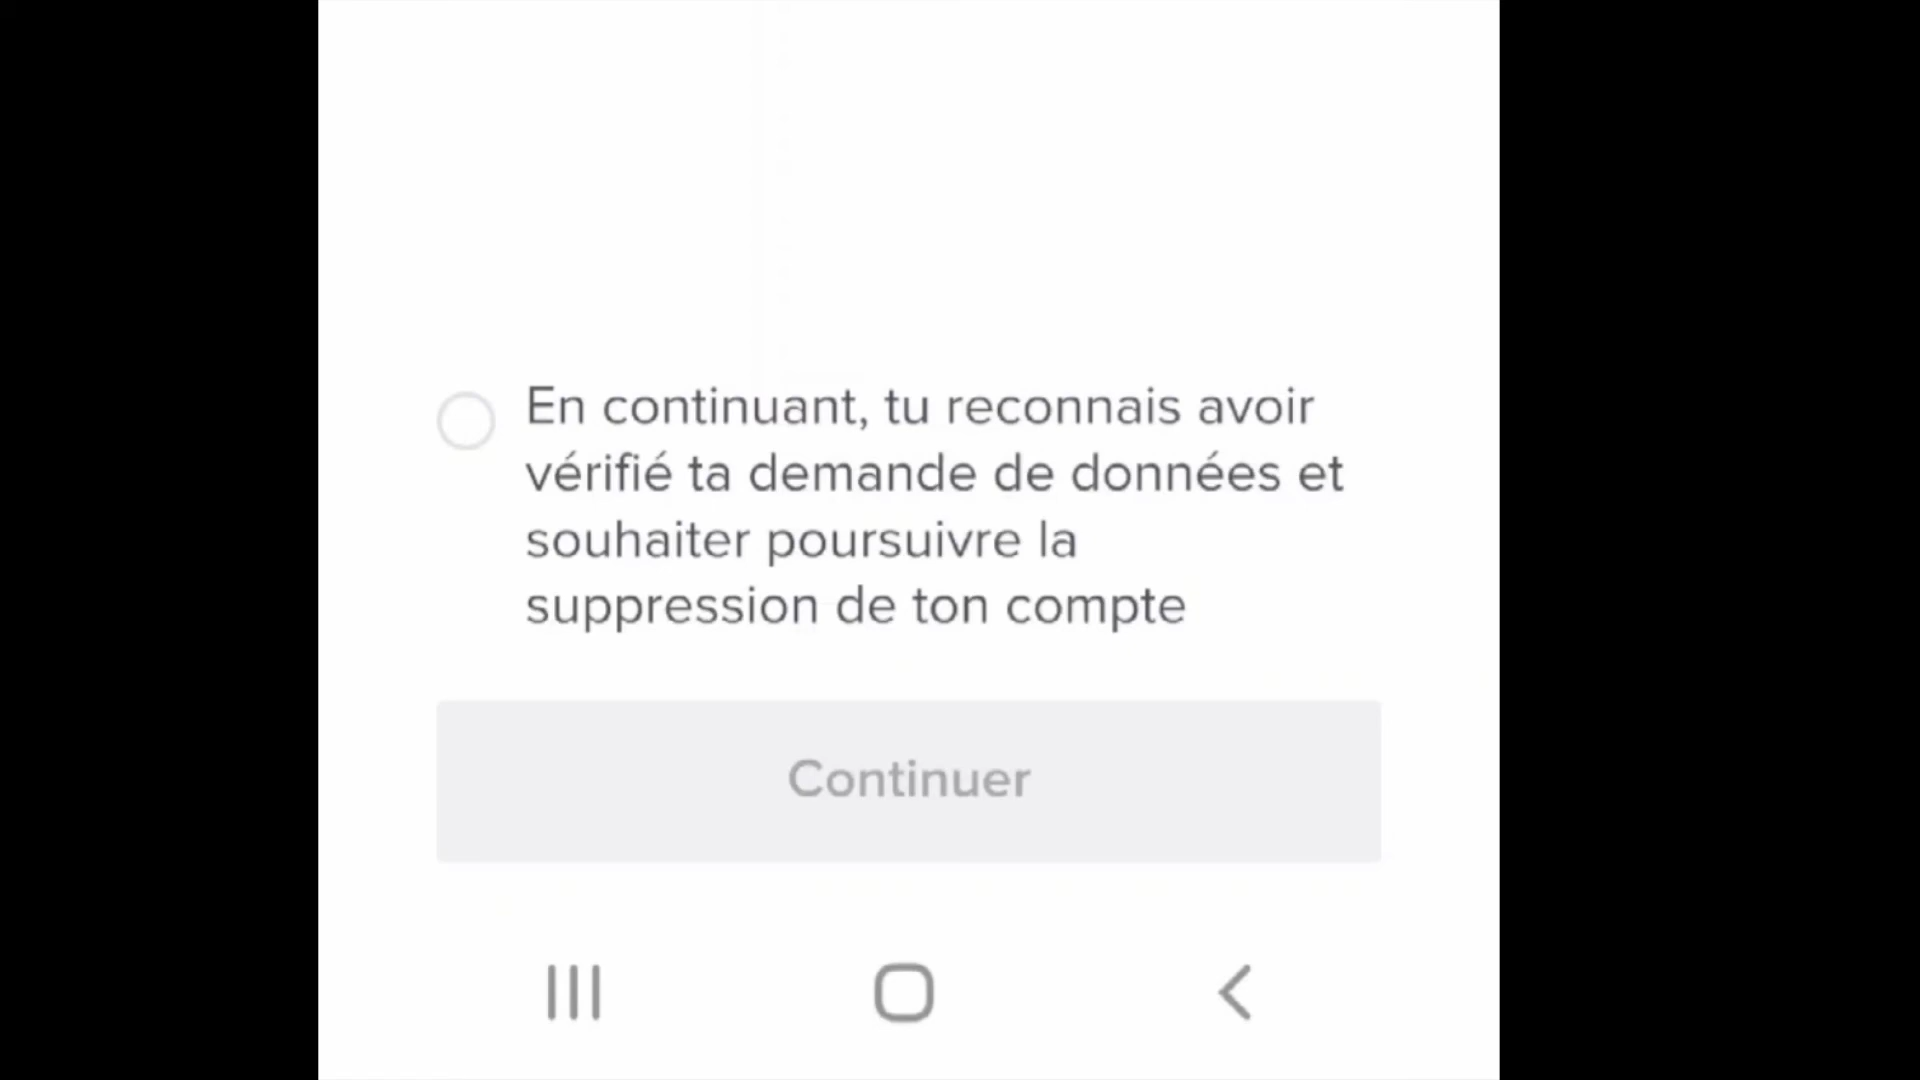 En continuant, tu reconnais avoir
vérifié ta demande de données et
souhaiter poursuivre la
suppression de ton compte
Continuer